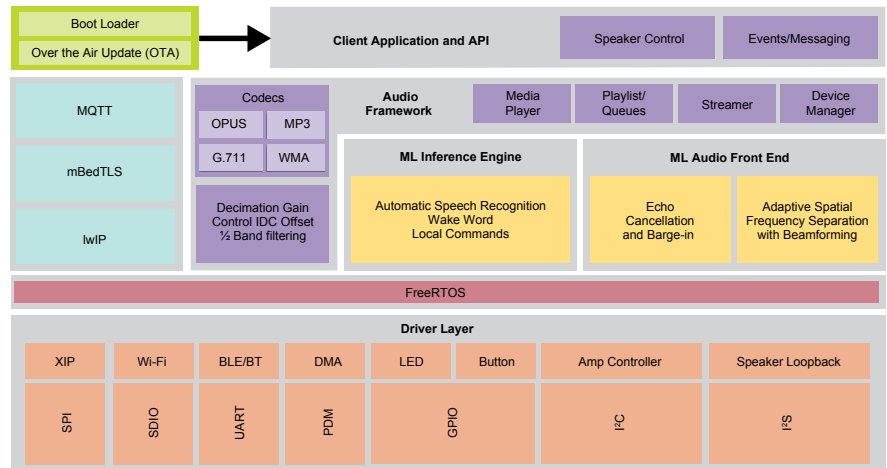 Boot Loader
Over the Air Update (OTA)
Client Application and API
Speaker Control
Events/Messaging
MQTT
mBedTLS
lwIP
Codecs
OPUS
MP3
G.711
WMA
Decimation Gain
Control IDC Offset
½ Band filtering
Audio
Framework
Media
Player
Playlist/
Queues
Streamer
Device
Manager
ML Inference Engine
Automatic Speech Recognition
Wake Word
Local Commands
ML Audio Front End
Echo
Cancellation
and Barge-in
Adaptive Spatial
Frequency Separation
with Beamforming
FreeRTOS
Driver Layer
XIP
Wi-Fi
BLE/BT
DMA
LED
Button
Amp Controller
Speaker Loopback
SPI
SDIO
UART
PDM
GPIO
I²C
I²S